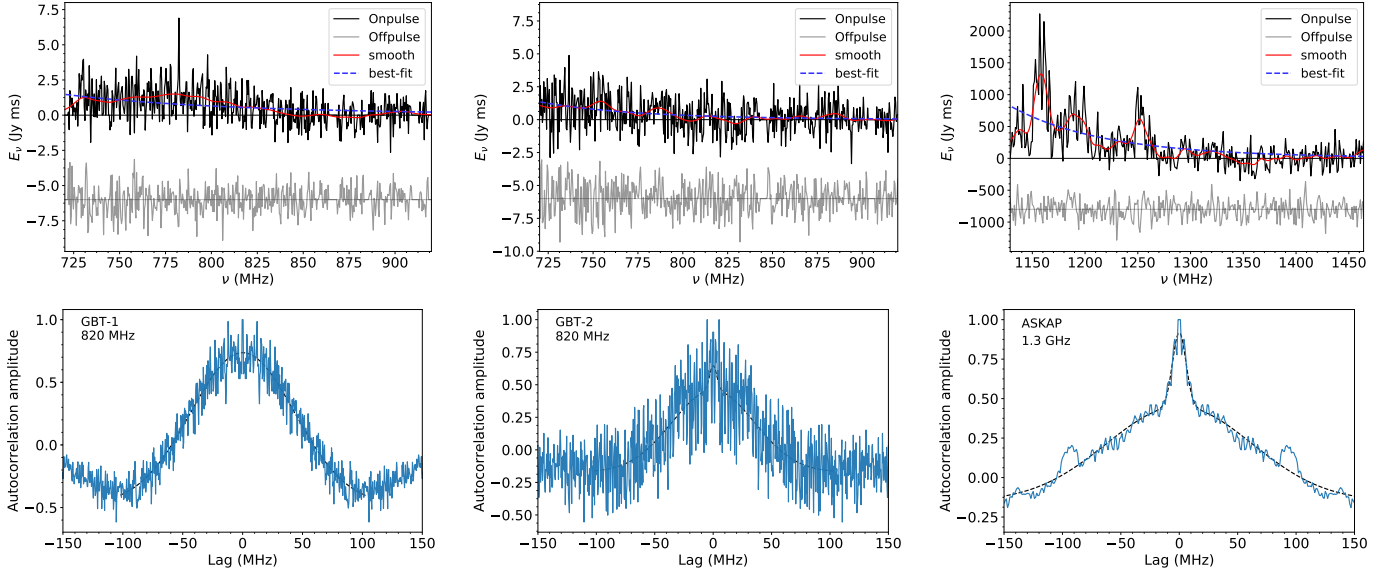 7.5
5.0
2.5
0.0
−2.5
−5.0
−7.5
E_ν (Jy ms)
Onpulse
Offpulse
smooth
best-fit
725 750 775 800 825 850 875 900
ν (MHz)
7.5
5.0
2.5
0.0
−2.5
−5.0
−7.5
−10.0
E_ν (Jy ms)
Onpulse
Offpulse
smooth
best-fit
725 750 775 800 825 850 875 900
ν (MHz)
2000
1500
1000
500
0
−500
−1000
E_ν (Jy ms)
Onpulse
Offpulse
smooth
best-fit
1150 1200 1250 1300 1350 1400 1450
ν (MHz)
1.0
0.5
0.0
−0.5
Autocorrelation amplitude
GBT-1
820 MHz
−150 −100 −50 0 50 100 150
Lag (MHz)
1.00
0.75
0.50
0.25
0.00
−0.25
−0.50
Autocorrelation amplitude
GBT-2
820 MHz
−150 −100 −50 0 50 100 150
Lag (MHz)
1.00
0.75
0.50
0.25
0.00
−0.25
Autocorrelation amplitude
ASKAP
1.3 GHz
−150 −100 −50 0 50 100 150
Lag (MHz)